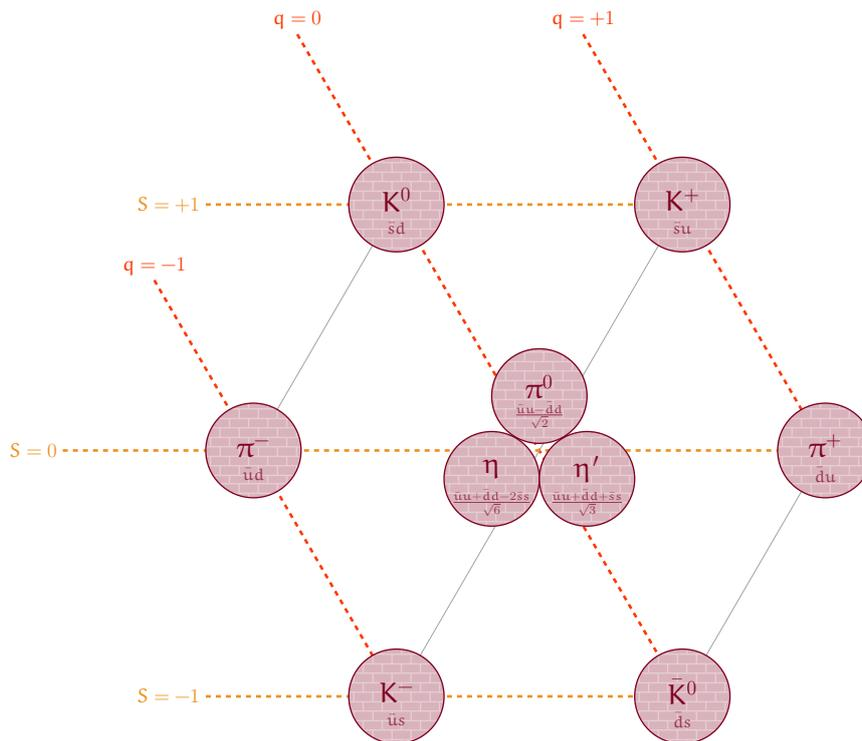 q = 0
q = +1
S = +1
K⁰
s̄d
K⁺
s̄u
q = −1
π⁰
ūu−d̄d
√2
S = 0
π⁻
ūd
η
ūu+d̄d−2s̄s
√6
η′
ūu+d̄d+s̄s
√3
π⁺
d̄u
S = −1
K⁻
ūs
K̄⁰
d̄s